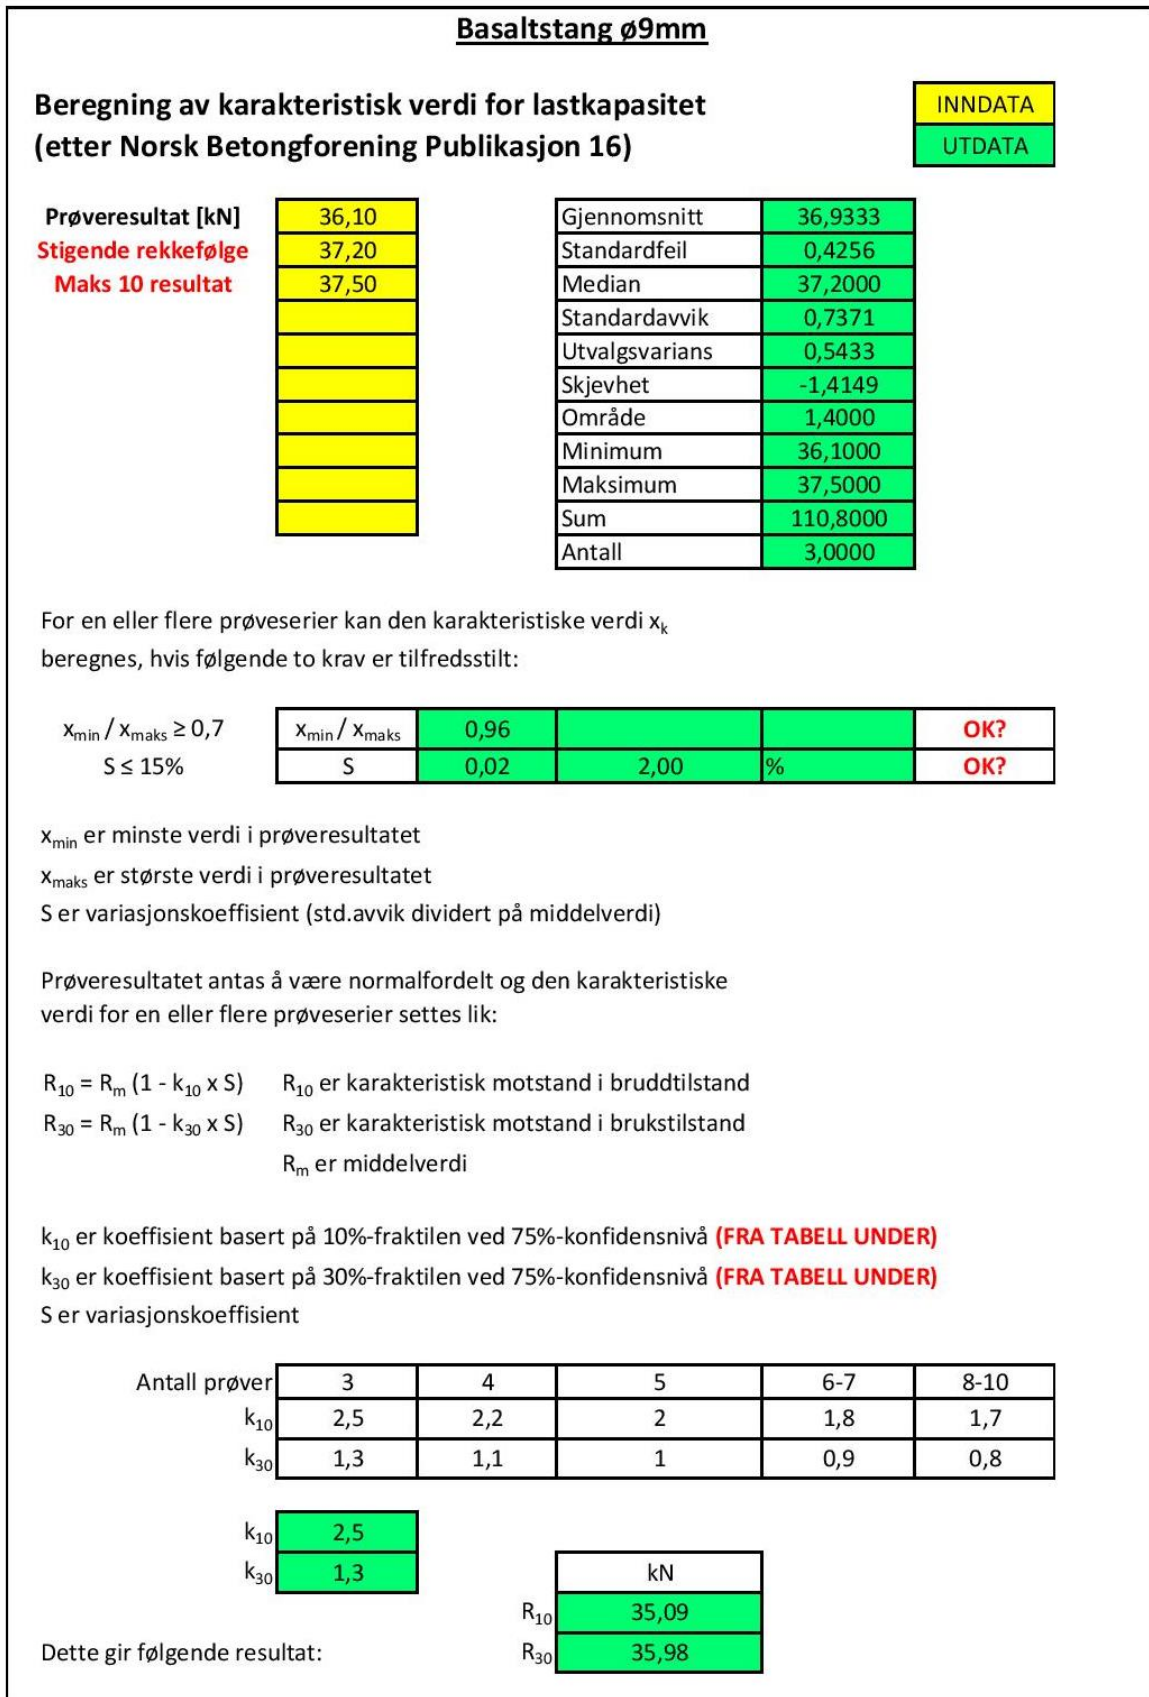 Basaltstang ø9mm
Beregning av karakteristisk verdi for lastkapasitet
(etter Norsk Betongforening Publikasjon 16)
INNDATA
UTDATA
Prøveresultat [kN] 36,10
Stigende rekkefølge 37,20
Maks 10 resultat 37,50
Gjennomsnitt 36,9333
Standardfeil 0,4256
Median 37,2000
Standardavvik 0,7371
Utvalgsvarians 0,5433
Skjevhet -1,4149
Område 1,4000
Minimum 36,1000
Maksimum 37,5000
Sum 110,8000
Antall 3,0000
For en eller flere prøveserier kan den karakteristiske verdi xk
beregnes, hvis følgende to krav er tilfredsstilt:
xmin / xmaks ≥ 0,7 xmin / xmaks 0,96 OK?
S ≤ 15% S 0,02 2,00 % OK?
xmin er minste verdi i prøveresultatet
xmaks er største verdi i prøveresultatet
S er variasjonskoeffisient (std.avvik dividert på middelverdi)
Prøveresultatet antas å være normalfordelt og den karakteristiske
verdi for en eller flere prøveserier settes lik:
R10 = Rm (1 - k10 x S) R10 er karakteristisk motstand i bruddtilstand
R30 = Rm (1 - k30 x S) R30 er karakteristisk motstand i brukstilstand
Rm er middelverdi
k10 er koeffisient basert på 10%-fraktilen ved 75%-konfidensnivå (FRA TABELL UNDER)
k30 er koeffisient basert på 30%-fraktilen ved 75%-konfidensnivå (FRA TABELL UNDER)
S er variasjonskoeffisient
Antall prøver 3 4 5 6-7 8-10
k10 2,5 2,2 2 1,8 1,7
k30 1,3 1,1 1 0,9 0,8
k10 2,5
k30 1,3
kN
R10 35,09
Dette gir følgende resultat: R30 35,98